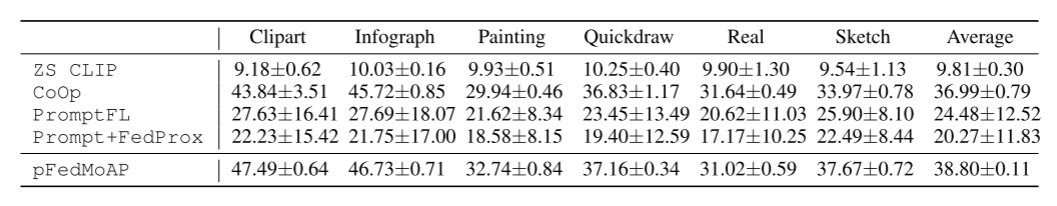 Clipart Infograph Painting Quickdraw Real Sketch Average
ZS CLIP 9.18±0.62 10.03±0.16 9.93±0.51 10.25±0.40 9.90±1.30 9.54±1.13 9.81±0.30
CoOp 43.84±3.51 45.72±0.85 29.94±0.46 36.83±1.17 31.64±0.49 33.97±0.78 36.99±0.79
PromptFL 27.63±16.41 27.69±18.07 21.62±8.34 23.45±13.49 20.62±11.03 25.90±8.10 24.48±12.52
Prompt+FedProx 22.23±15.42 21.75±17.00 18.58±8.15 19.40±12.59 17.17±10.25 22.49±8.44 20.27±11.83
pFedMoAP 47.49±0.64 46.73±0.71 32.74±0.84 37.16±0.34 31.02±0.59 37.67±0.72 38.80±0.11